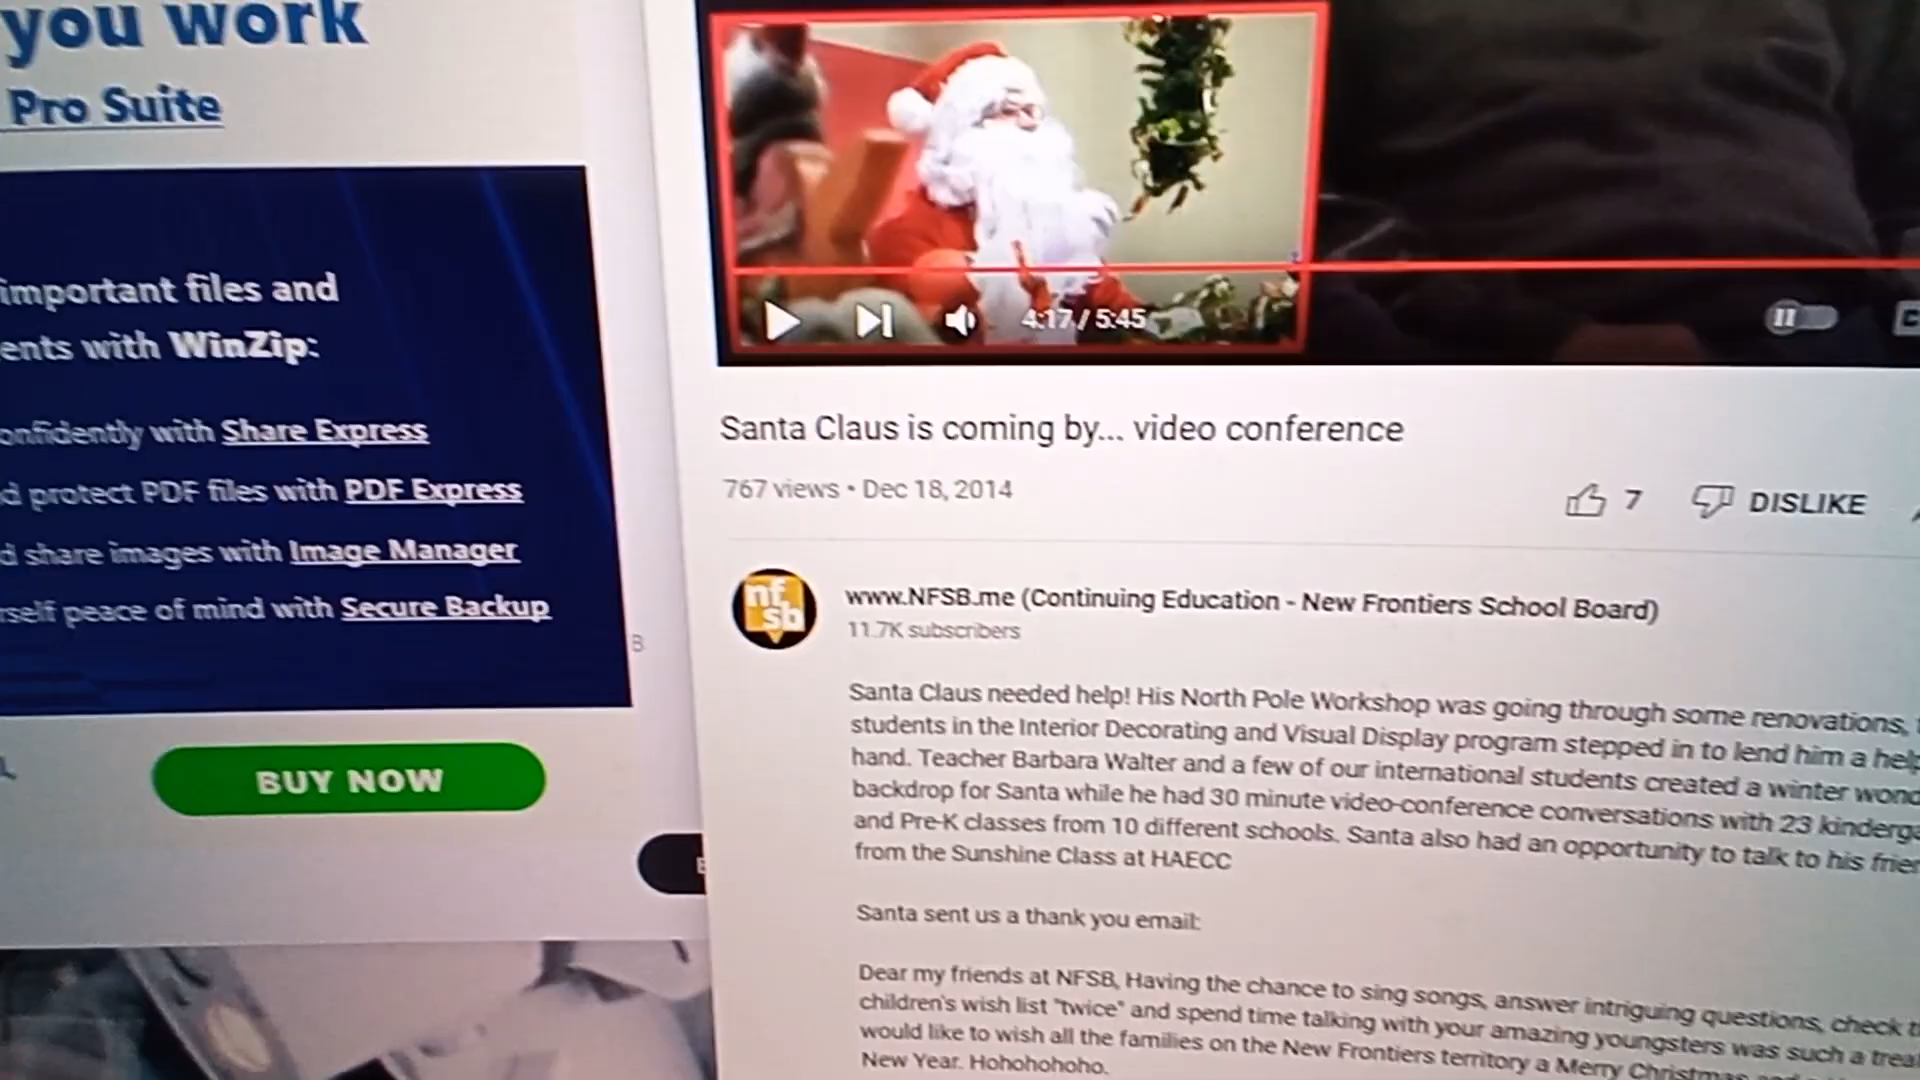 you work
Pro Suite
important files and
ents with WinZip:
onfidently with Share Express
d protect PDF files with PDF Express
d share images with Image Manager
rself peace of mind with Secure Backup
B
BUY NOW
4:17 / 5:45
Santa Claus is coming by... video conference
767 views • Dec 18, 2014
7 DISLIKE
nf
sb
www.NFSB.me (Continuing Education - New Frontiers School Board)
11.7K subscribers
Santa Claus needed help! His North Pole Workshop was going through some renovations,
students in the Interior Decorating and Visual Display program stepped in to lend him a help
hand. Teacher Barbara Walter and a few of our international students created a winter wond
backdrop for Santa while he had 30 minute video-conference conversations with 23 kinderga
and Pre-K classes from 10 different schools. Santa also had an opportunity to talk to his frien
from the Sunshine Class at HAECC
Santa sent us a thank you email:
Dear my friends at NFSB, Having the chance to sing songs, answer intriguing questions, check t
children's wish list "twice" and spend time talking with your amazing youngsters was such a trea
would like to wish all the families on the New Frontiers territory a Merry Christmas and
New Year. Hohohohoho.